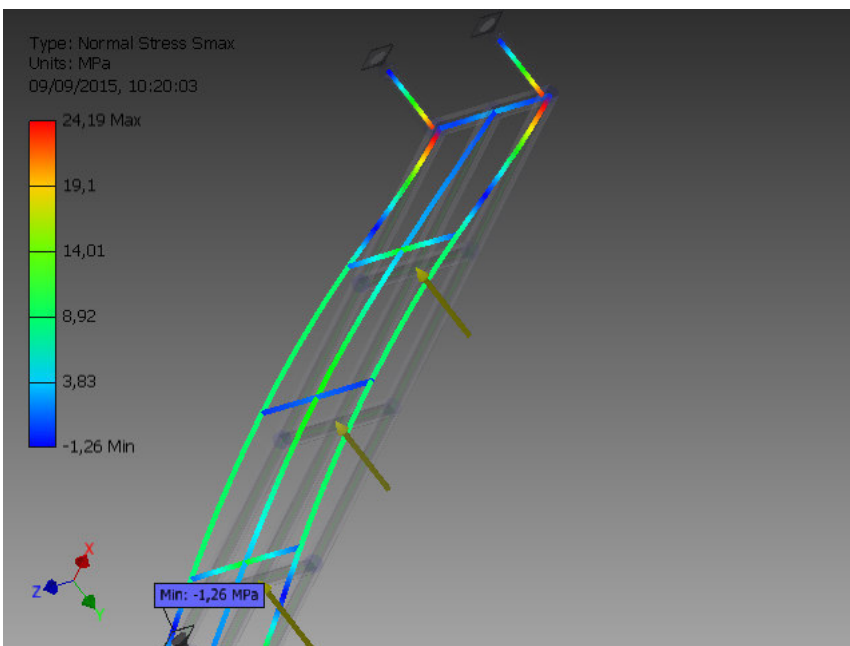 Type: Normal Stress Smax
Units: MPa
09/09/2015, 10:20:03
24,19 Max
19,1
14,01
8,92
3,83
-1,26 Min
X
Z
Y
Min: -1,26 MPa